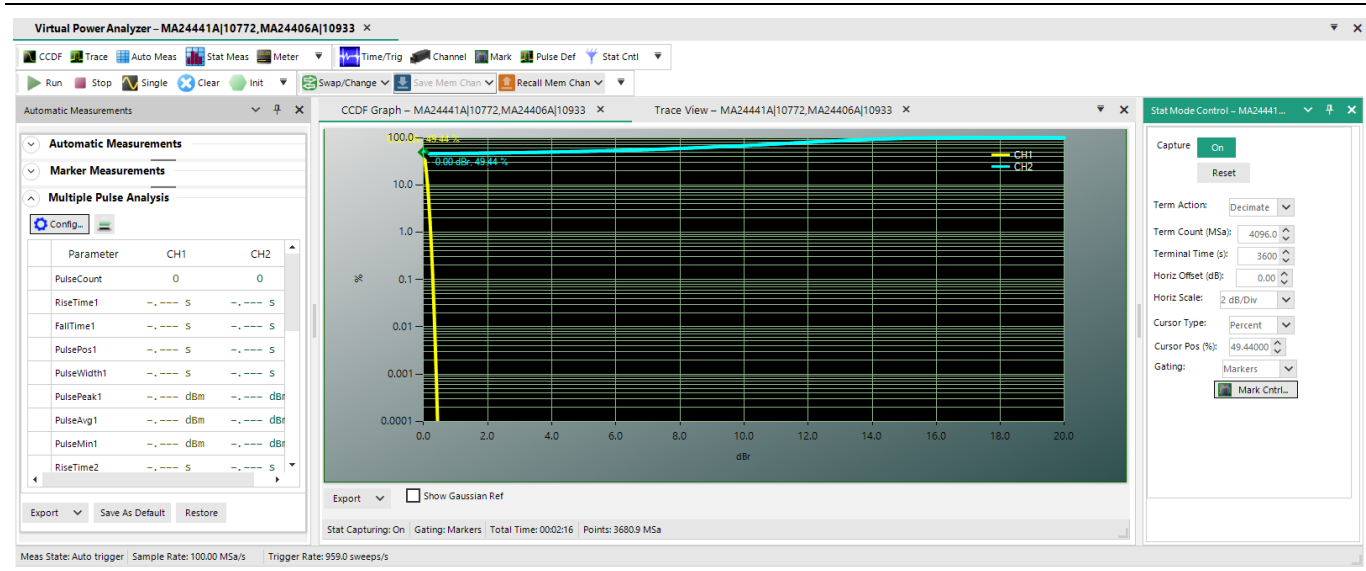 Virtual Power Analyzer – MA24441A|10772,MA24406A|10933
CCDF Trace Auto Meas Stat Meas Meter Time/Trig Channel Mark Pulse Def Stat Cntl
Run Stop Single Clear Init Swap/Change Save Mem Chan Recall Mem Chan
Automatic Measurements
Automatic Measurements
Marker Measurements
Multiple Pulse Analysis
Config...
Parameter CH1 CH2
PulseCount 0 0
RiseTime1 -.--- S -.--- S
FallTime1 -.--- S -.--- S
PulsePos1 -.--- S -.--- S
PulseWidth1 -.--- S -.--- S
PulsePeak1 -.--- dBm -.--- dBm
PulseAvg1 -.--- dBm -.--- dBm
PulseMin1 -.--- dBm -.--- dBm
RiseTime2 -.--- S -.--- S
Export Save As Default Restore
CCDF Graph – MA24441A|10772,MA24406A|10933
Trace View – MA24441A|10772,MA24406A|10933
49.44 %
0.00 dBr, 49.44 %
CH1
CH2
100.0
10.0
1.0
%
0.1
0.01
0.001
0.0001
0.0 2.0 4.0 6.0 8.0 10.0 12.0 14.0 16.0 18.0 20.0
dBr
Export Show Gaussian Ref
Stat Capturing: On Gating: Markers Total Time: 00:02:16 Points: 3680.9 MSa
Stat Mode Control – MA24441...
Capture On
Reset
Term Action: Decimate
Term Count (MSa): 4096.0
Terminal Time (s): 3600
Horiz Offset (dB): 0.00
Horiz Scale: 2 dB/Div
Cursor Type: Percent
Cursor Pos (%): 49.44000
Gating: Markers
Mark Cntrl...
Meas State: Auto trigger Sample Rate: 100.00 MSa/s Trigger Rate: 959.0 sweeps/s